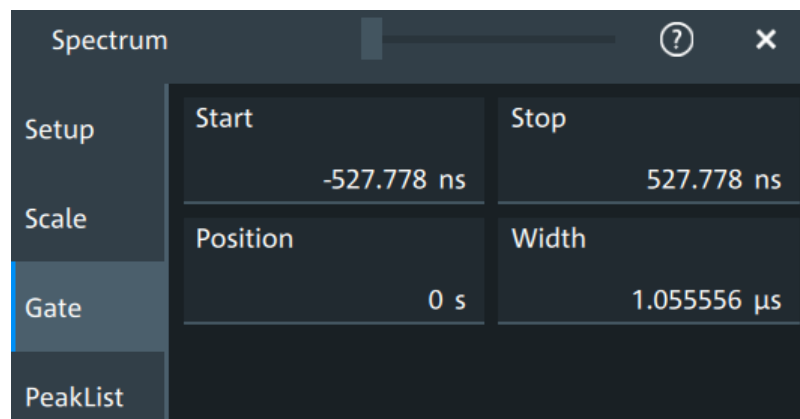 Spectrum ? ×
Setup
Start
Stop
-527.778 ns
527.778 ns
Scale
Position
Width
Gate
0 s
1.055556 µs
PeakList